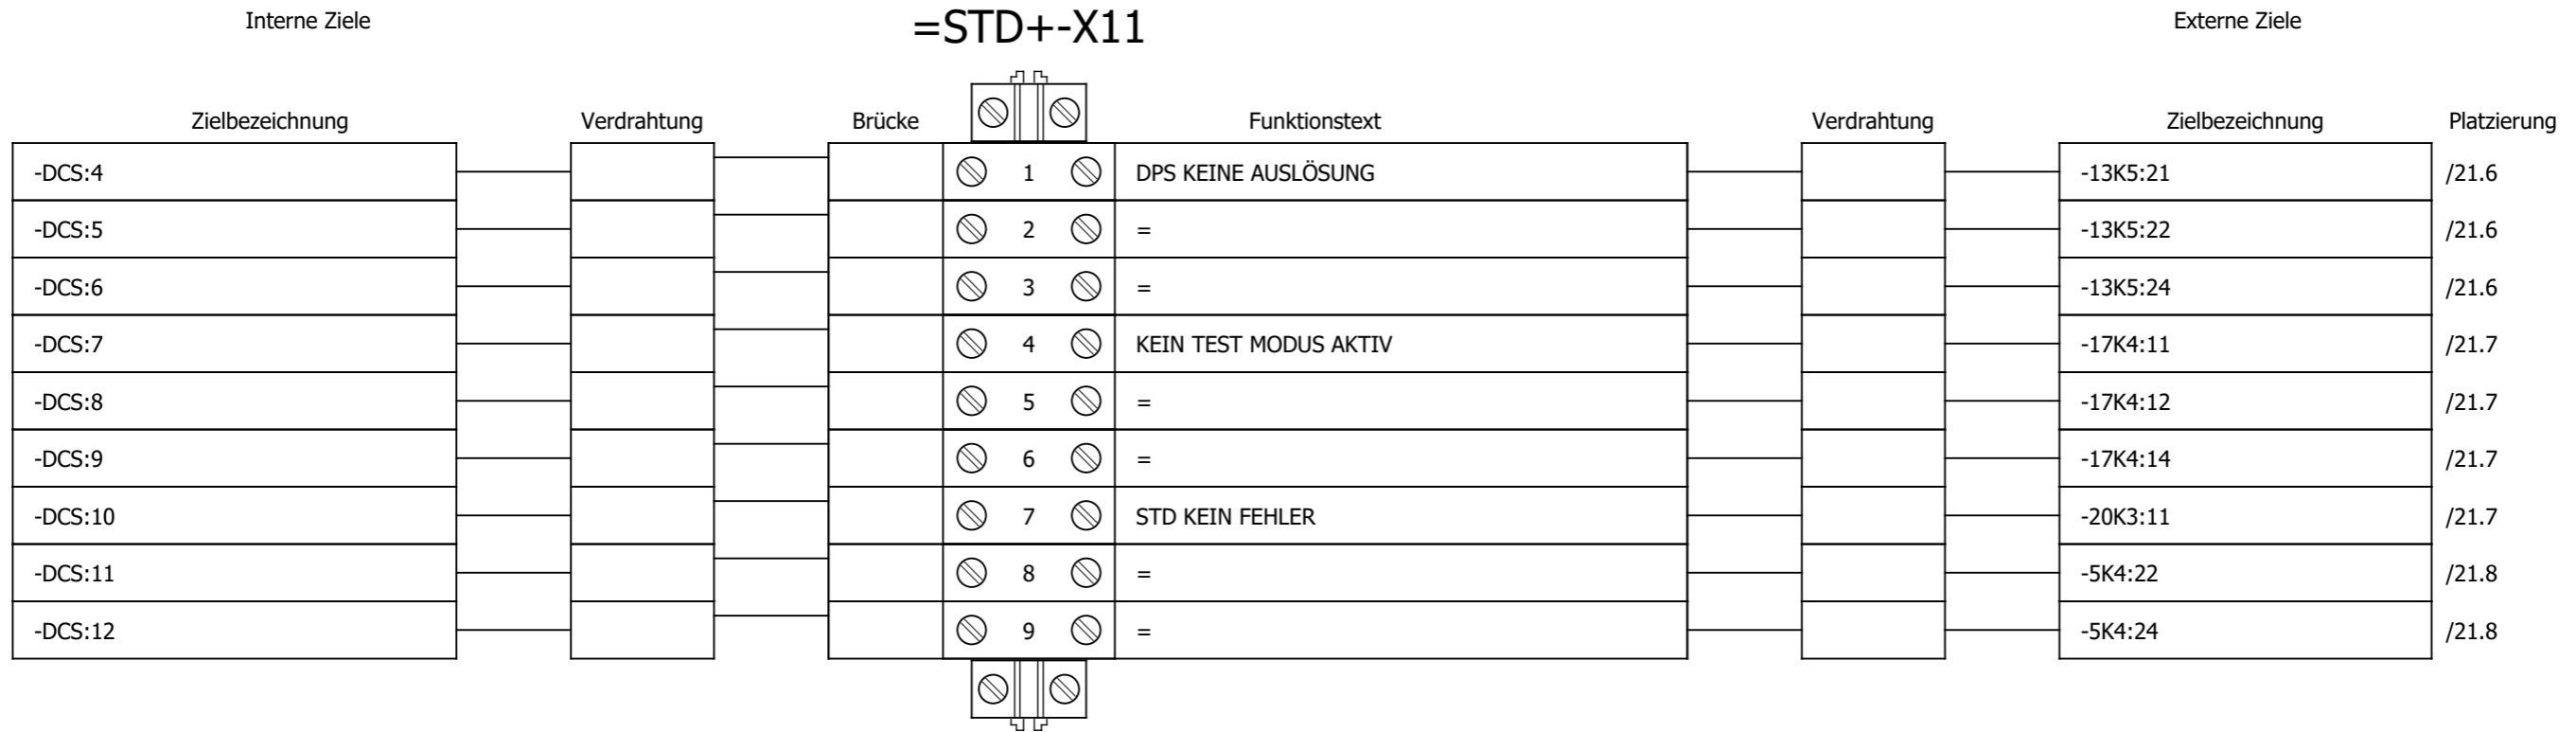 Interne Ziele =STD+-X11 Externe Ziele
Zielbezeichnung Verdrahtung Brücke Funktionstext Verdrahtung Zielbezeichnung Platzierung
-DCS:4 1 DPS KEINE AUSLÖSUNG -13K5:21 /21.6
-DCS:5 2 = -13K5:22 /21.6
-DCS:6 3 = -13K5:24 /21.6
-DCS:7 4 KEIN TEST MODUS AKTIV -17K4:11 /21.7
-DCS:8 5 = -17K4:12 /21.7
-DCS:9 6 = -17K4:14 /21.7
-DCS:10 7 STD KEIN FEHLER -20K3:11 /21.7
-DCS:11 8 = -5K4:22 /21.8
-DCS:12 9 = -5K4:24 /21.8